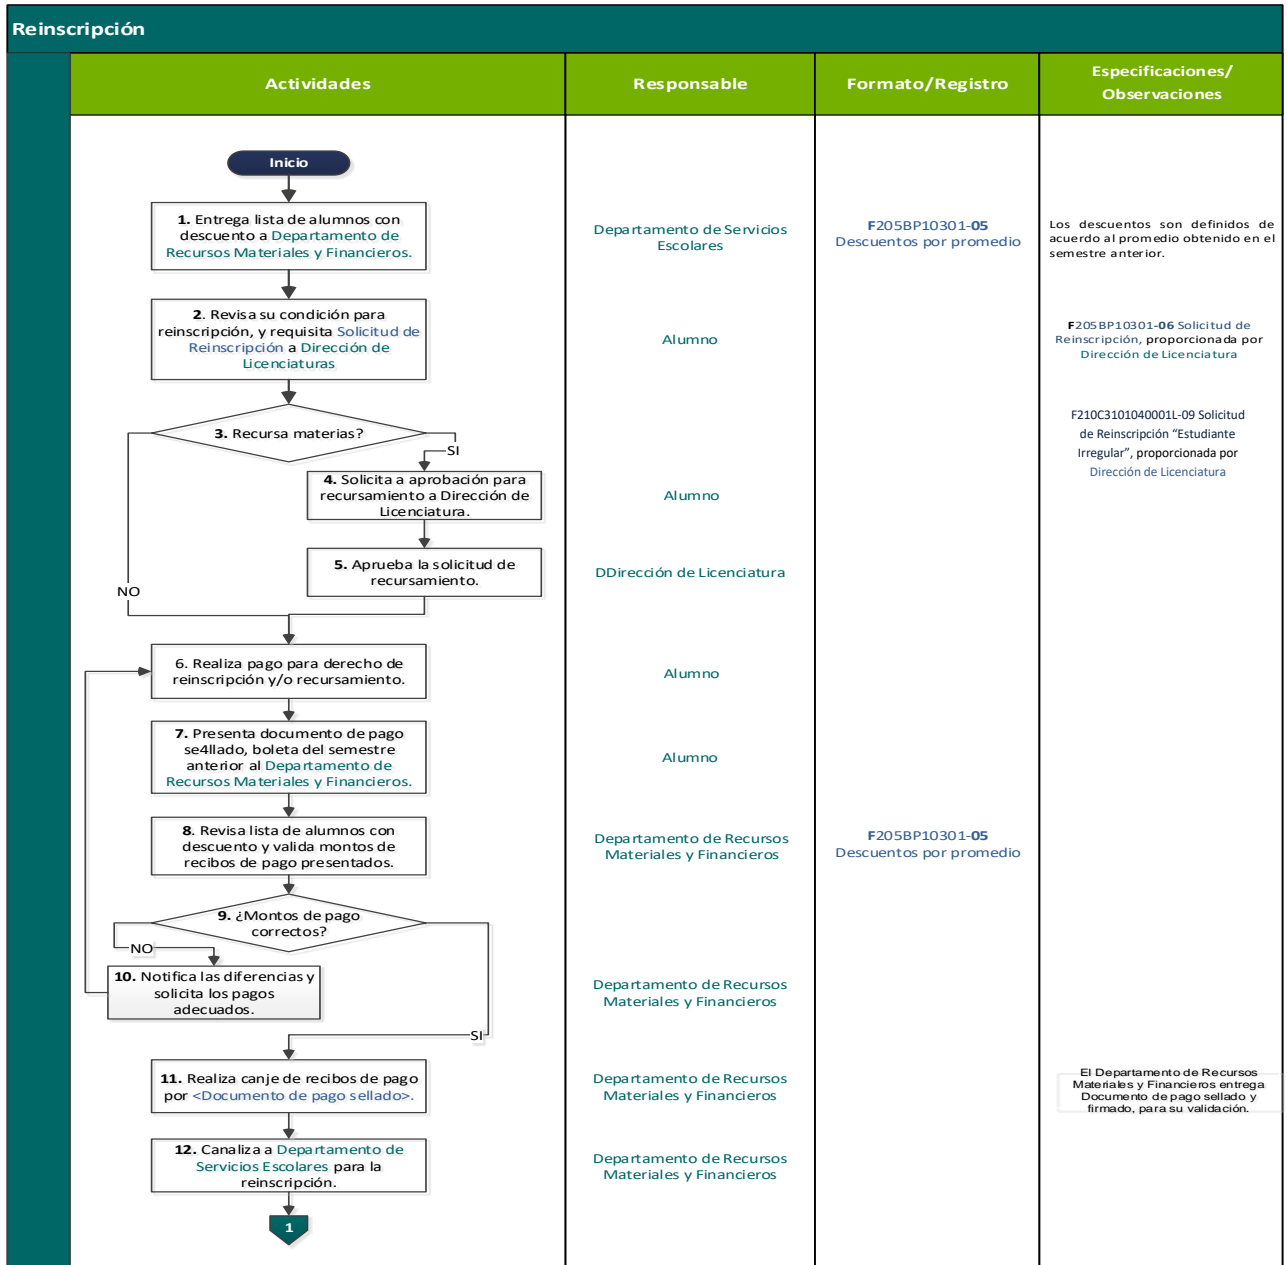 Reinscripción
Actividades
Responsable
Formato/Registro
Especificaciones/
Observaciones
Inicio
1. Entrega lista de alumnos con
descuento a Departamento de
Recursos Materiales y Financieros.
Departamento de Servicios
Escolares
F205BP10301-05
Descuentos por promedio
Los descuentos son definidos de
acuerdo al promedio obtenido en el
semestre anterior.
2. Revisa su condición para
reinscripción, y requisita Solicitud de
Reinscripción a Dirección de
Licenciaturas
Alumno
F205BP10301-06 Solicitud de
Reinscripción, proporcionada por
Dirección de Licenciatura
3. Recursa materias?
SI
NO
F210C3101040001L-09 Solicitud
de Reinscripción “Estudiante
Irregular”, proporcionada por
Dirección de Licenciatura
4. Solicita a aprobación para
recursamiento a Dirección de
Licenciatura.
Alumno
5. Aprueba la solicitud de
recursamiento.
DDirección de Licenciatura
6. Realiza pago para derecho de
reinscripción y/o recursamiento.
Alumno
7. Presenta documento de pago
se4llado, boleta del semestre
anterior al Departamento de
Recursos Materiales y Financieros.
Alumno
8. Revisa lista de alumnos con
descuento y valida montos de
recibos de pago presentados.
Departamento de Recursos
Materiales y Financieros
F205BP10301-05
Descuentos por promedio
9. ¿Montos de pago
correctos?
NO
10. Notifica las diferencias y
solicita los pagos
adecuados.
Departamento de Recursos
Materiales y Financieros
SI
11. Realiza canje de recibos de pago
por <Documento de pago sellado>.
Departamento de Recursos
Materiales y Financieros
El Departamento de Recursos
Materiales y Financieros entrega
Documento de pago sellado y
firmado, para su validación.
12. Canaliza a Departamento de
Servicios Escolares para la
reinscripción.
Departamento de Recursos
Materiales y Financieros
1